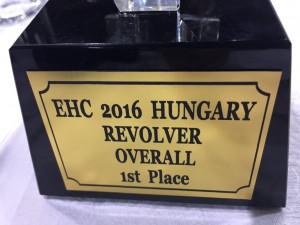 EHC 2016 HUNGARY
REVOLVER
OVERALL
1st Place